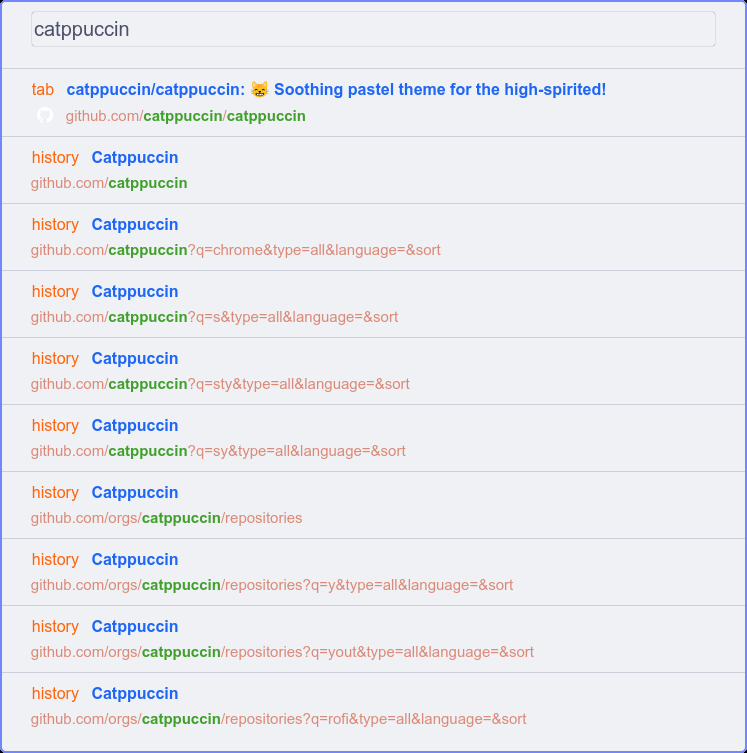 catppuccin
tab catppuccin/catppuccin: 😸 Soothing pastel theme for the high-spirited!
github.com/catppuccin/catppuccin
history Catppuccin
github.com/catppuccin
history Catppuccin
github.com/catppuccin?q=chrome&type=all&language=&sort
history Catppuccin
github.com/catppuccin?q=s&type=all&language=&sort
history Catppuccin
github.com/catppuccin?q=sty&type=all&language=&sort
history Catppuccin
github.com/catppuccin?q=sy&type=all&language=&sort
history Catppuccin
github.com/orgs/catppuccin/repositories
history Catppuccin
github.com/orgs/catppuccin/repositories?q=y&type=all&language=&sort
history Catppuccin
github.com/orgs/catppuccin/repositories?q=yout&type=all&language=&sort
history Catppuccin
github.com/orgs/catppuccin/repositories?q=rofi&type=all&language=&sort